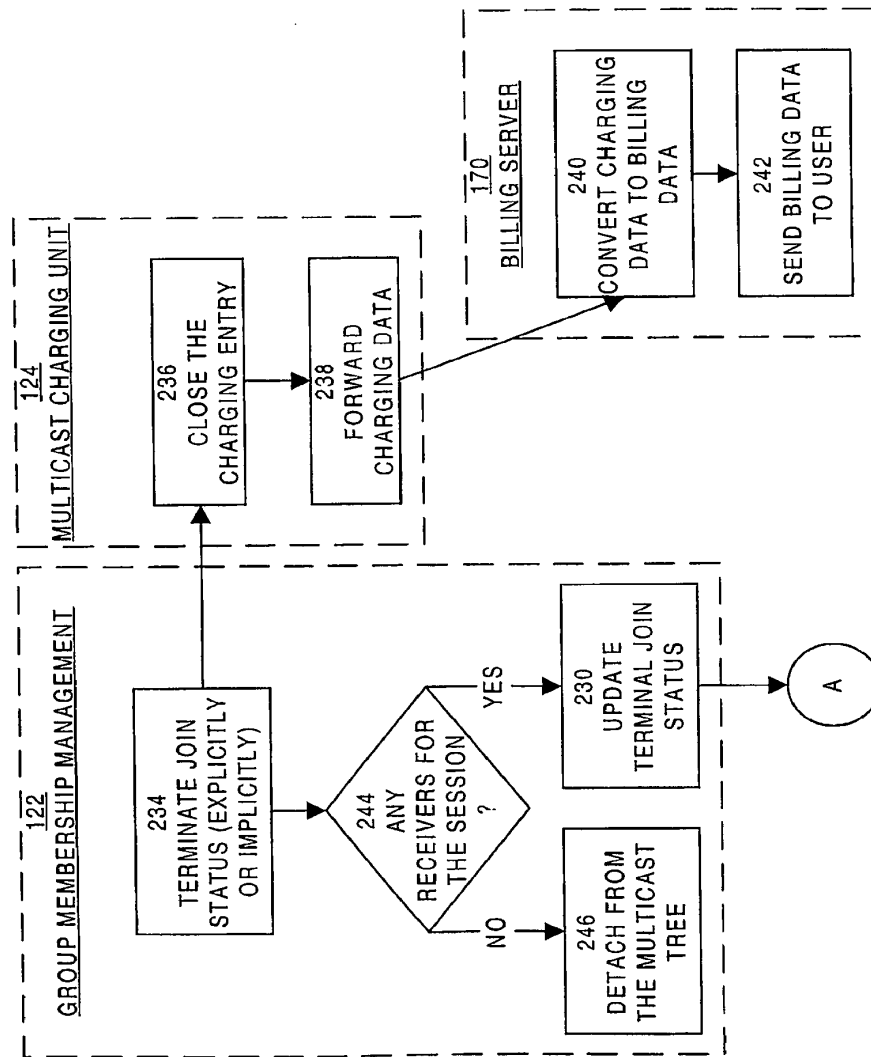 122
GROUP MEMBERSHIP MANAGEMENT
234
TERMINATE JOIN
STATUS (EXPLICITLY
OR IMPLICITLY)
244
ANY
RECEIVERS FOR
THE SESSION
?
NO
YES
246
DETACH FROM
THE MULTICAST
TREE
230
UPDATE
TERMINAL JOIN
STATUS
A
124
MULTICAST CHARGING UNIT
236
CLOSE THE
CHARGING ENTRY
238
FORWARD
CHARGING DATA
170
BILLING SERVER
240
CONVERT CHARGING
DATA TO BILLING
DATA
242
SEND BILLING DATA
TO USER